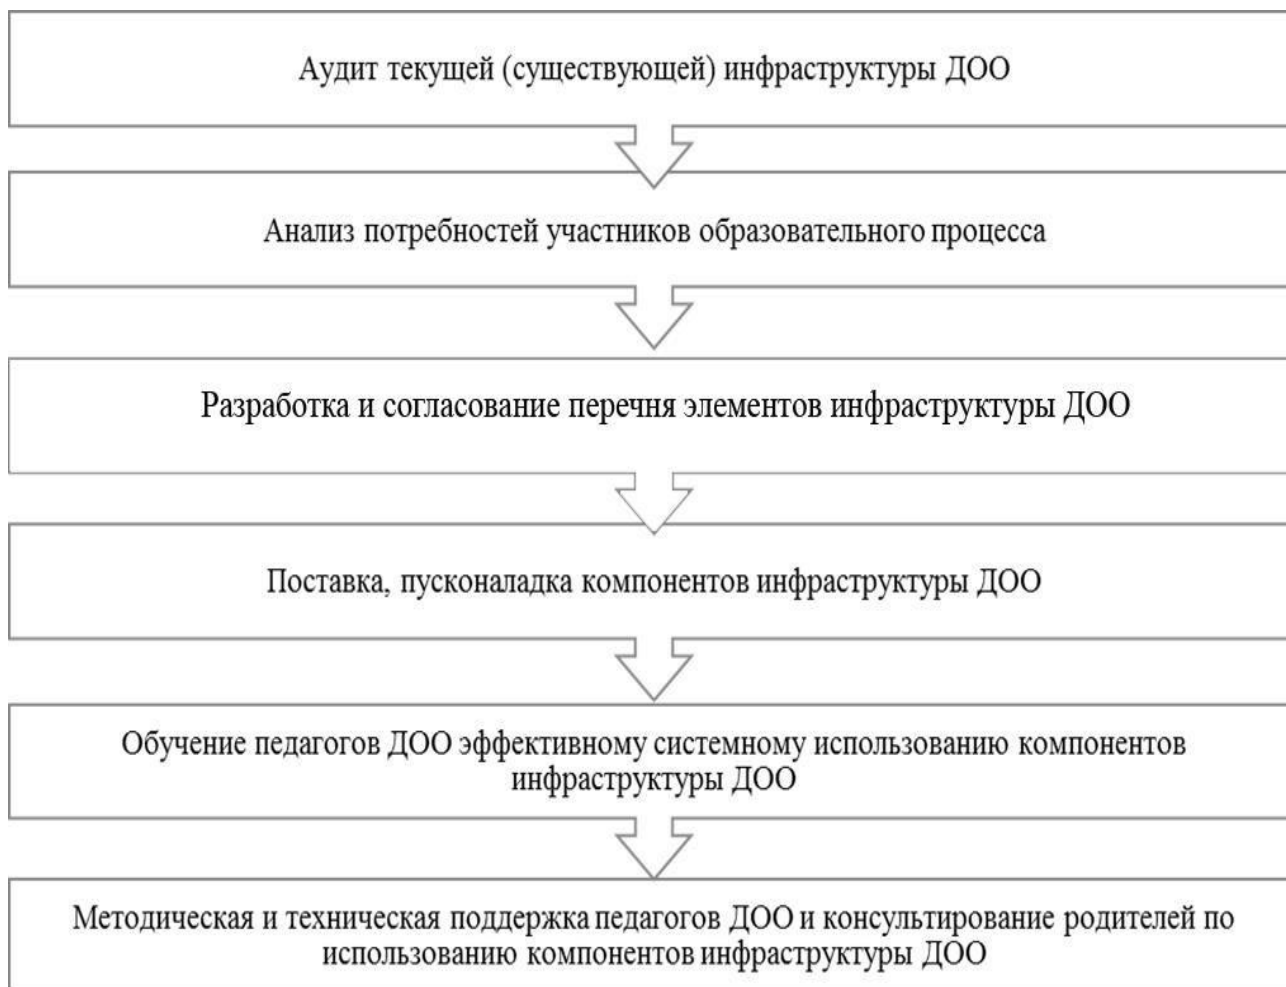 Аудит текущей (существующей) инфраструктуры ДОО
Анализ потребностей участников образовательного процесса
Разработка и согласование перечня элементов инфраструктуры ДОО
Поставка, пусконаладка компонентов инфраструктуры ДОО
Обучение педагогов ДОО эффективному системному использованию компонентов
инфраструктуры ДОО
Методическая и техническая поддержка педагогов ДОО и консультирование родителей по
использованию компонентов инфраструктуры ДОО